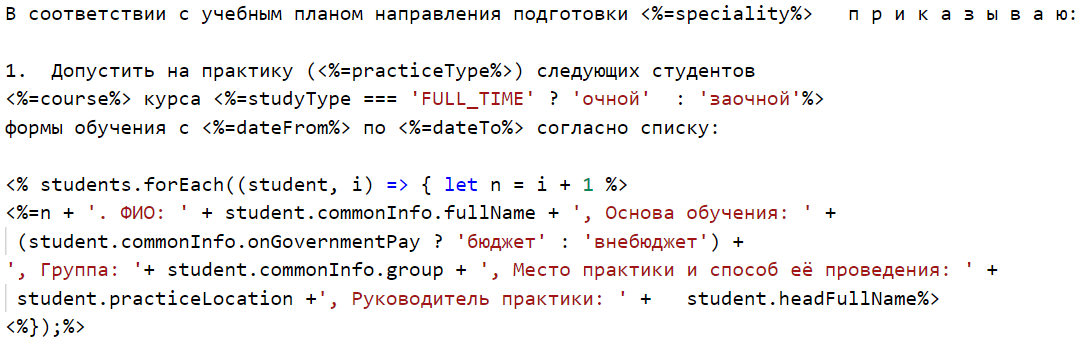 В соответствии с учебным планом направления подготовки <%=speciality%>   п р и к а з ы в а ю:
1.  Допустить на практику (<%=practiceType%>) следующих студентов
<%=course%> курса <%=studyType === 'FULL_TIME' ? 'очной'  : 'заочной'%>
формы обучения с <%=dateFrom%> по <%=dateTo%> согласно списку:
<% students.forEach((student, i) => { let n = i + 1 %>
<%=n + '. ФИО: ' + student.commonInfo.fullName + ', Основа обучения: ' +
(student.commonInfo.onGovernmentPay ? 'бюджет' : 'внебюджет') +
', Группа: '+ student.commonInfo.group + ', Место практики и способ её проведения: ' +
student.practiceLocation +', Руководитель практики: ' +   student.headFullName%>
<%});%>